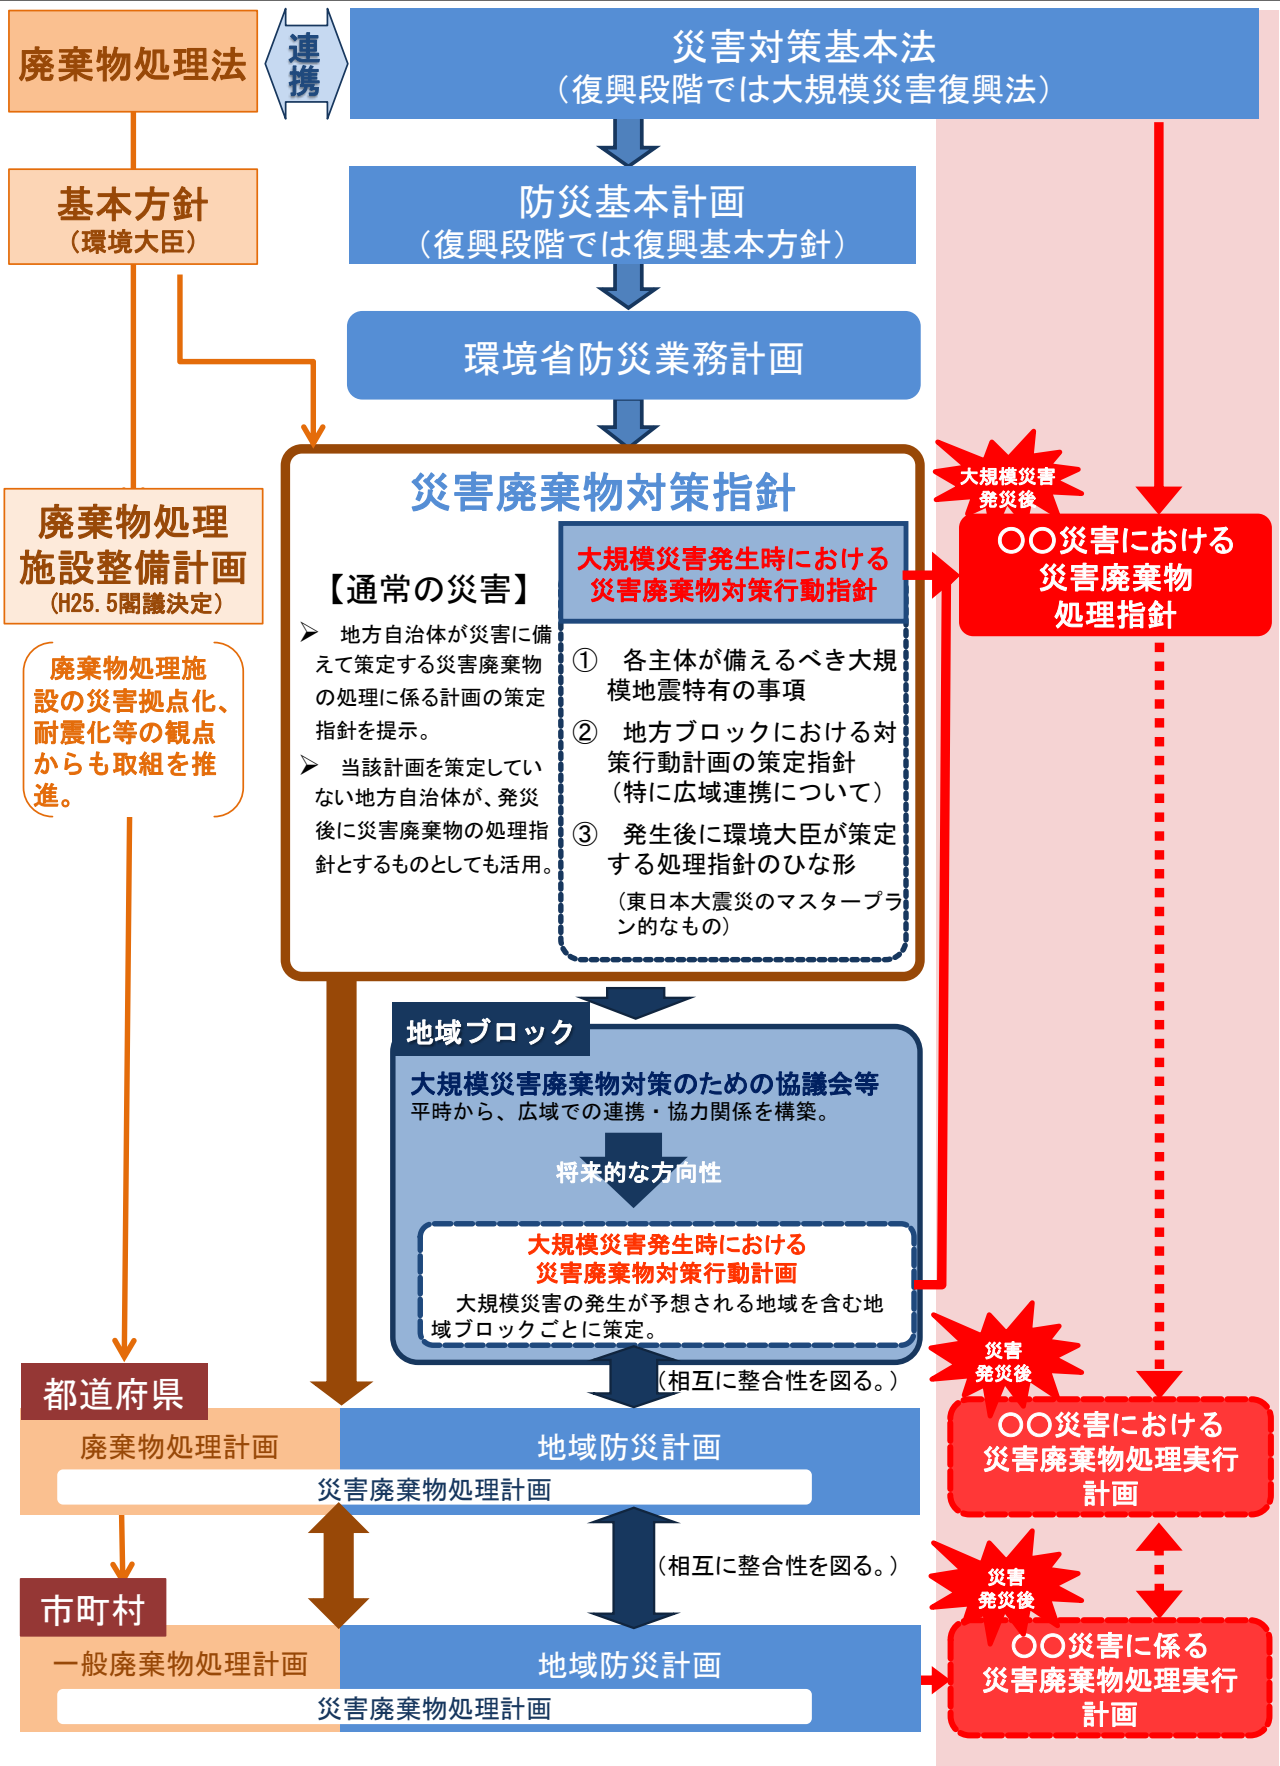 廃棄物処理法
連
携
災害対策基本法
（復興段階では大規模災害復興法）
基本方針
（環境大臣）
防災基本計画
（復興段階では復興基本方針）
環境省防災業務計画
廃棄物処理
施設整備計画
(H25.5閣議決定)
廃棄物処理施
設の災害拠点化、
耐震化等の観点
からも取組を推
進。
災害廃棄物対策指針
【通常の災害】
➢ 地方自治体が災害に備
えて策定する災害廃棄物
の処理に係る計画の策定
指針を提示。
➢ 当該計画を策定してい
ない地方自治体が、発災
後に災害廃棄物の処理指
針とするものとしても活用。
大規模災害発生時における
災害廃棄物対策行動指針
① 各主体が備えるべき大規
模地震特有の事項
② 地方ブロックにおける対
策行動計画の策定指針
（特に広域連携について）
③ 発生後に環境大臣が策定
する処理指針のひな形
（東日本大震災のマスタープラ
ン的なもの）
大規模災害
発災後
〇〇災害における
災害廃棄物
処理指針
地域ブロック
大規模災害廃棄物対策のための協議会等
平時から、広域での連携・協力関係を構築。
将来的な方向性
大規模災害発生時における
災害廃棄物対策行動計画
大規模災害の発生が予想される地域を含む地
域ブロックごとに策定。
（相互に整合性を図る。）
都道府県
廃棄物処理計画
地域防災計画
災害廃棄物処理計画
災害
発災後
〇〇災害における
災害廃棄物処理実行
計画
（相互に整合性を図る。）
市町村
一般廃棄物処理計画
地域防災計画
災害廃棄物処理計画
災害
発災後
〇〇災害に係る
災害廃棄物処理実行
計画